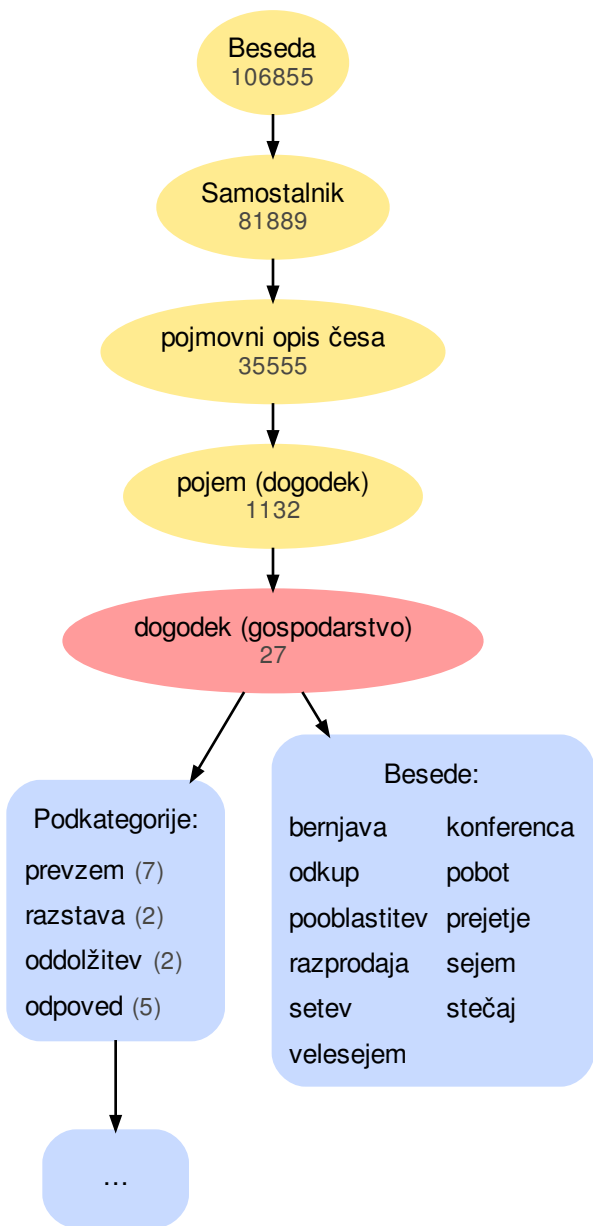 Beseda
106855
Samostalnik
81889
pojmovni opis česa
35555
pojem (dogodek)
1132
dogodek (gospodarstvo)
27
Podkategorije:
prevzem (7)
razstava (2)
oddolžitev (2)
odpoved (5)
...
Besede:
bernjava konferenca
odkup pobot
pooblastitev prejetje
razprodaja sejem
setev stečaj
velesejem